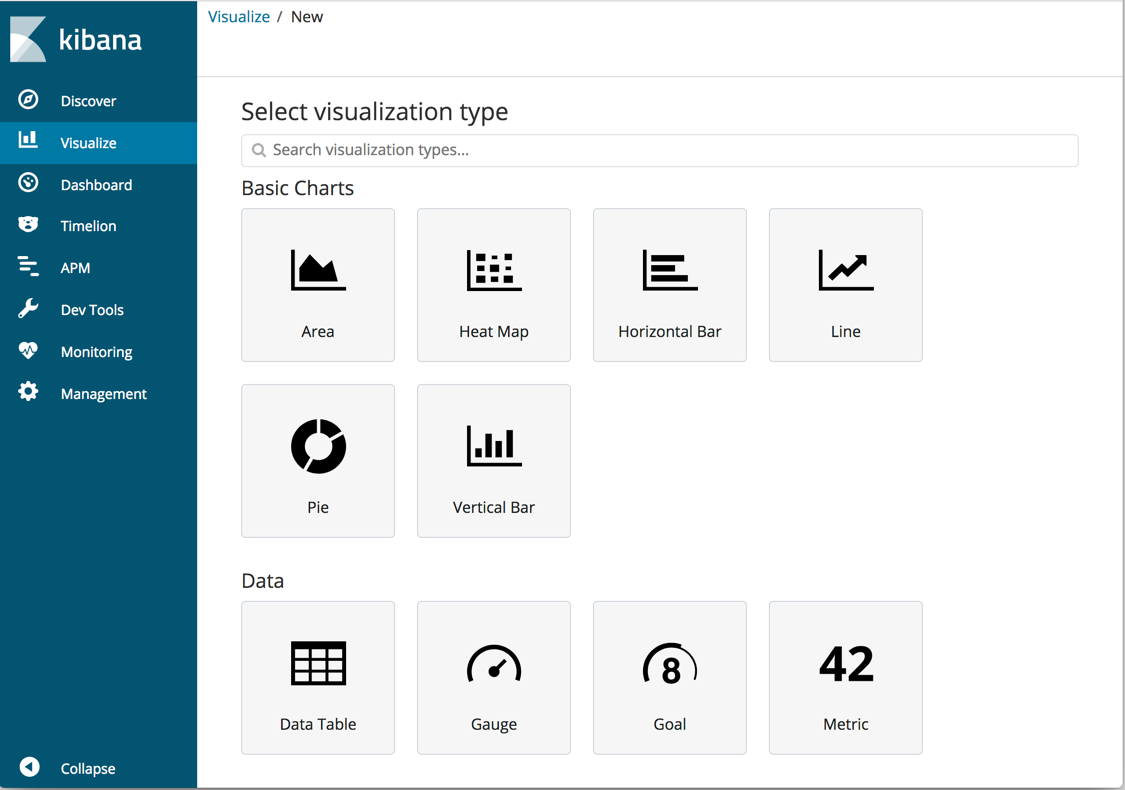 kibana
Discover
Visualize
Dashboard
Timelion
APM
Dev Tools
Monitoring
Management
Collapse
Visualize / New
Select visualization type
Search visualization types...
Basic Charts
Area
Heat Map
Horizontal Bar
Line
Pie
Vertical Bar
Data
Data Table
Gauge
8
Goal
42
Metric